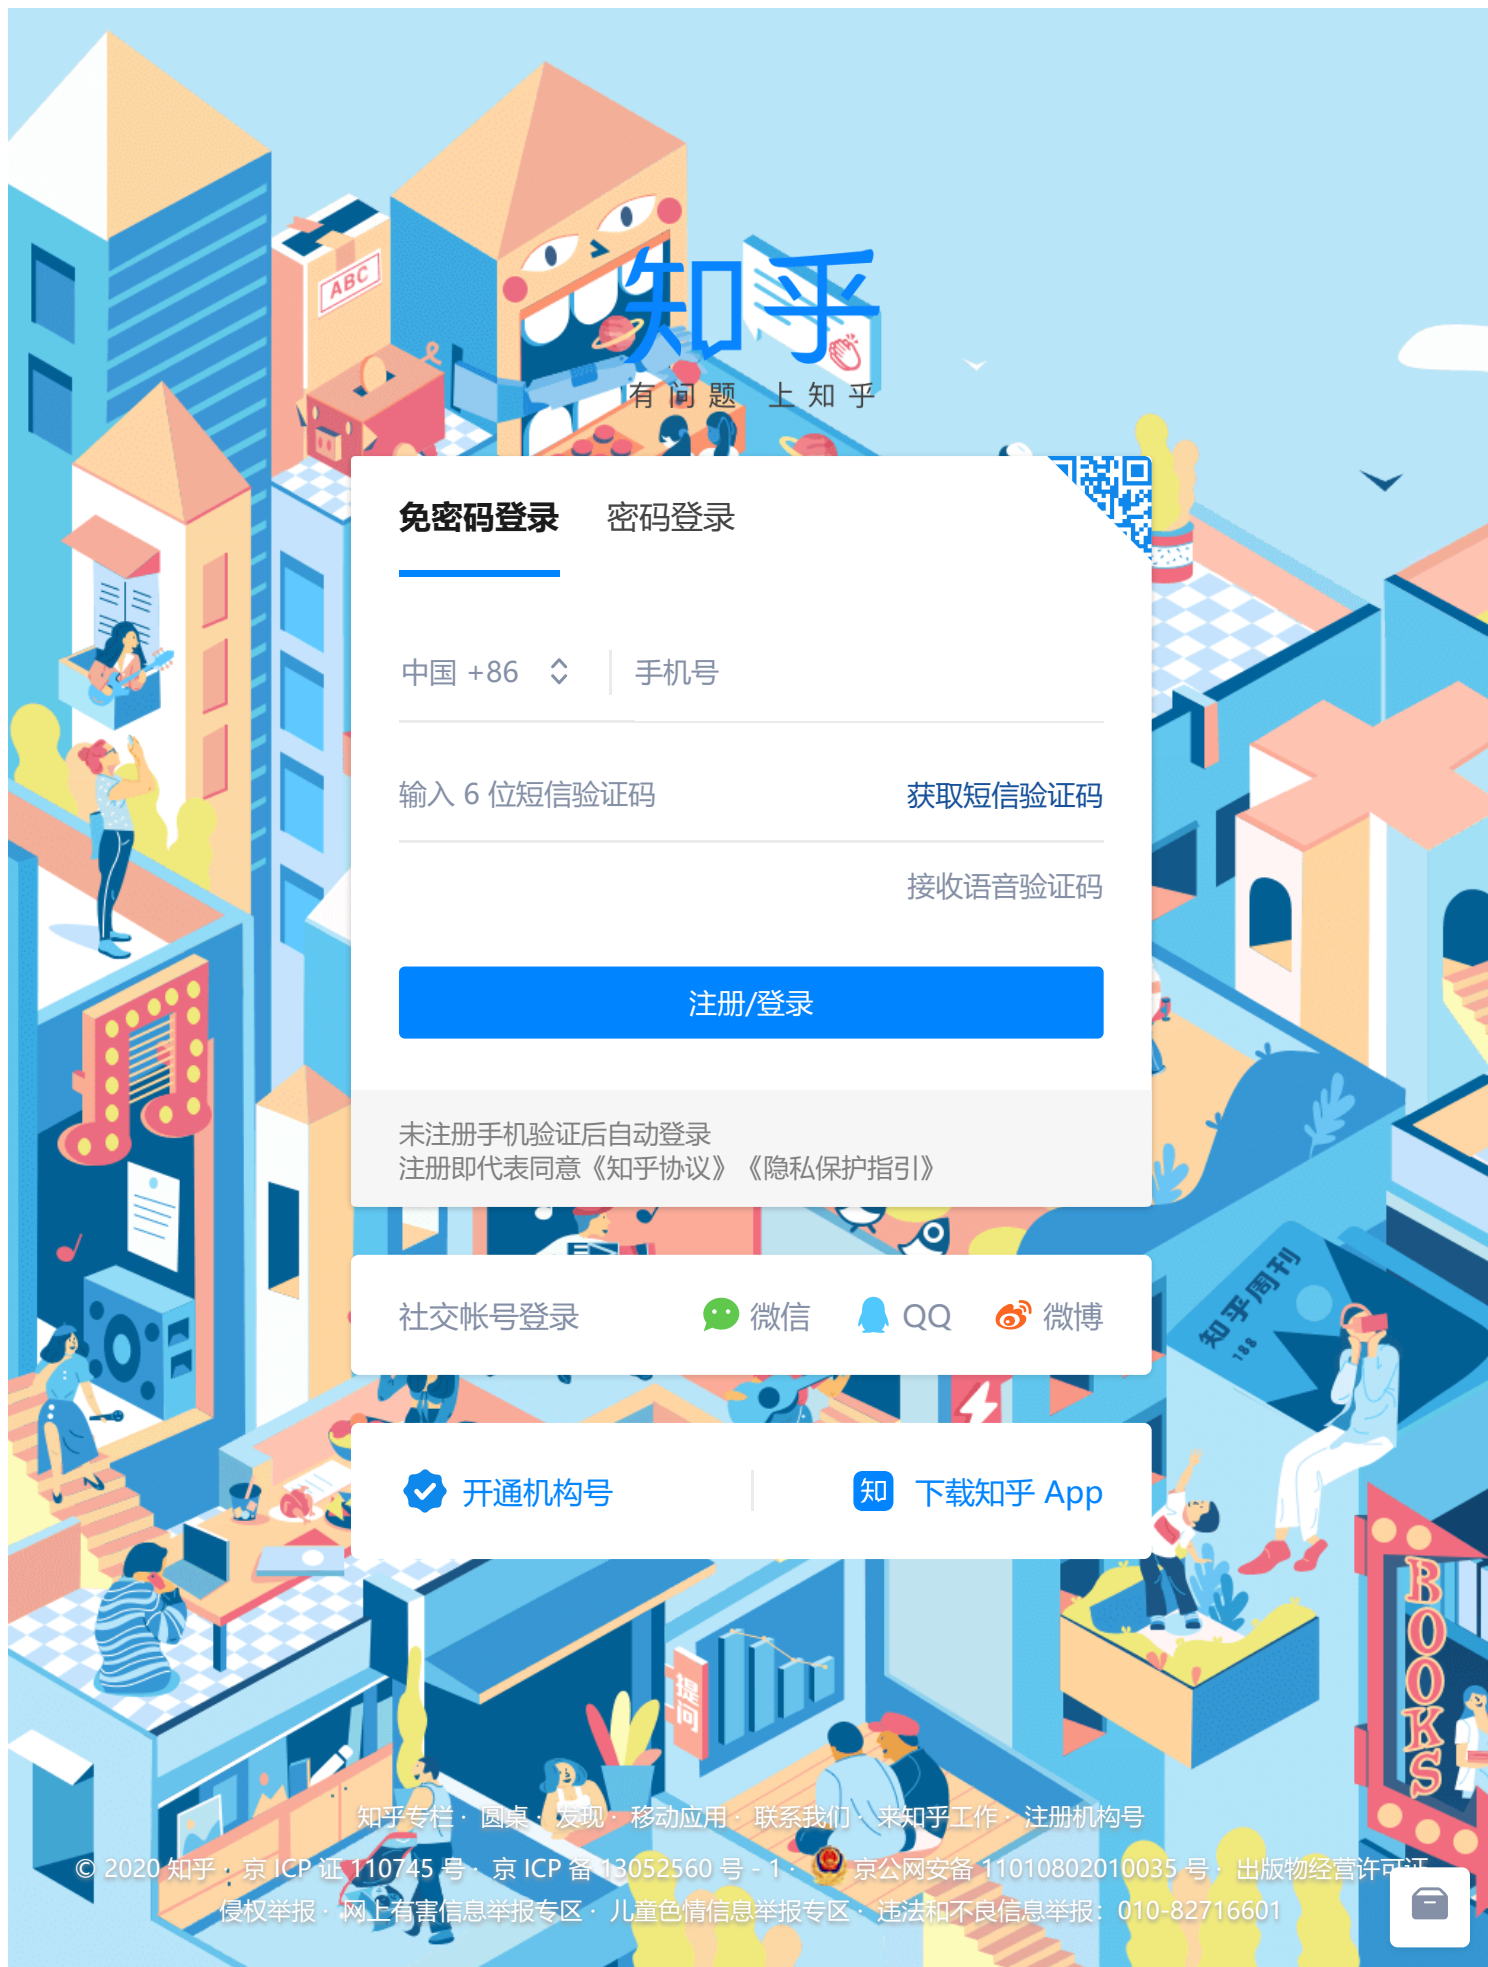 ABC
知乎
有问题 上知乎
免密码登录 密码登录
中国 +86 手机号
输入 6 位短信验证码 获取短信验证码
接收语音验证码
注册/登录
未注册手机验证后自动登录
注册即代表同意《知乎协议》《隐私保护指引》
知乎周刊
188
社交帐号登录 微信 QQ 微博
开通机构号 知 下载知乎 App
BOOKS
提问
知乎专栏 · 圆桌 · 发现 · 移动应用 · 联系我们 · 来知乎工作 · 注册机构号
© 2020 知乎 · 京 ICP 证 110745 号 · 京 ICP 备 13052560 号 - 1 · 京公网安备 11010802010035 号 · 出版物经营许可证
侵权举报 · 网上有害信息举报专区 · 儿童色情信息举报专区 · 违法和不良信息举报：010-82716601